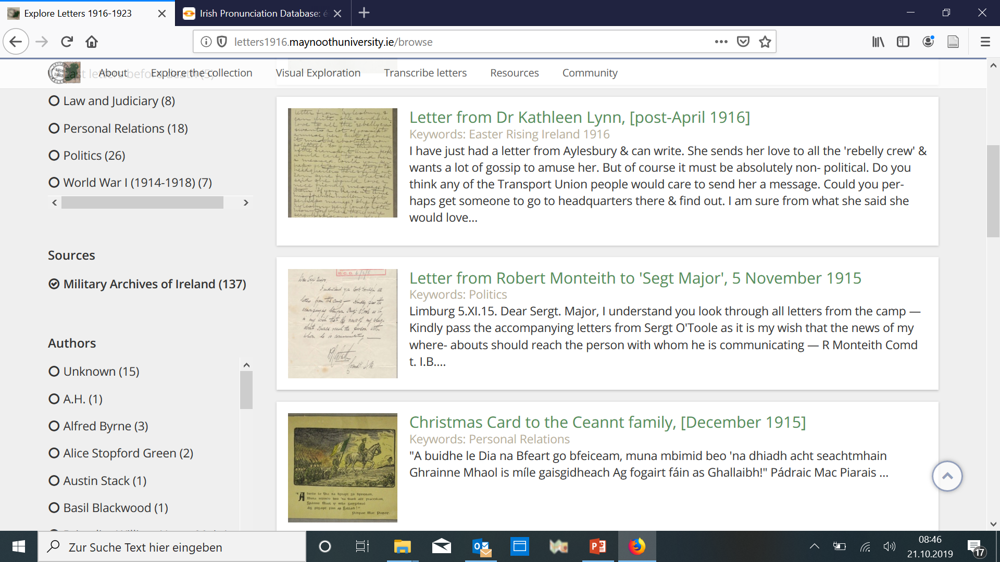 Explore Letters 1916-1923
Irish Pronunciation Database: é
letters1916.maynoothuniversity.ie/browse
About
Explore the collection
Visual Exploration
Transcribe letters
Resources
Community
Last letters before death (5)
Law and Judiciary (8)
Personal Relations (18)
Politics (26)
World War I (1914-1918) (7)
Sources
Military Archives of Ireland (137)
Authors
Unknown (15)
A.H. (1)
Alfred Byrne (3)
Alice Stopford Green (2)
Austin Stack (1)
Basil Blackwood (1)
Letter from Dr Kathleen Lynn, [post-April 1916]
Keywords: Easter Rising Ireland 1916
I have just had a letter from Aylesbury & can write. She sends her love to all the 'rebelly crew' &
wants a lot of gossip to amuse her. But of course it must be absolutely non- political. Do you
think any of the Transport Union people would care to send her a message. Could you per-
haps get someone to go to headquarters there & find out. I am sure from what she said she
would love...
Letter from Robert Monteith to 'Segt Major', 5 November 1915
Keywords: Politics
Limburg 5.XI.15. Dear Sergt. Major, I understand you look through all letters from the camp —
Kindly pass the accompanying letters from Sergt O'Toole as it is my wish that the news of my
where- abouts should reach the person with whom he is communicating — R Monteith Comd
t. I.B....
Christmas Card to the Ceannt family, [December 1915]
Keywords: Personal Relations
"A buidhe le Dia na Bfeart go bfeiceam, muna mbimid beo 'na dhiadh acht seachtmhain
Ghrainne Mhaol is míle gaisgidheach Ag fogairt fáin as Ghallaibh!" Pádraic Mac Piarais ...
Zur Suche Text hier eingeben
08:46
21.10.2019
17